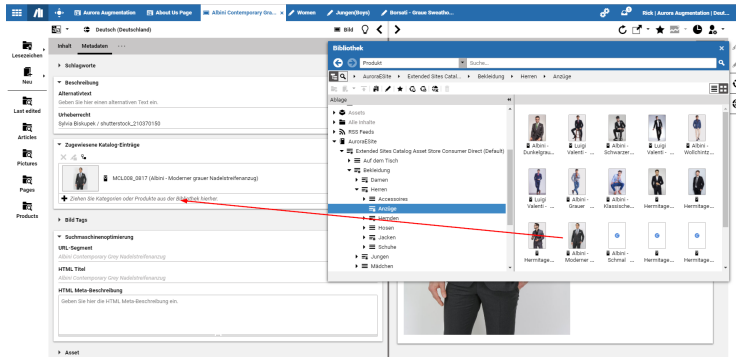 Aurora Augmentation
About Us Page
Albini Contemporary Gra... ×
Women
Jungen(Boys)
Borsati - Graue Sweatho...
Rick | Aurora Augmentation | Deut...
Deutsch (Deutschland)
Bild
Lesezeichen
Neu
Last edited
Articles
Pictures
Pages
Products
Inhalt Metadaten ...
Schlagworte
Beschreibung
Alternativtext
Geben Sie hier einen alternativen Text ein.
Urheberrecht
Sylvia Biskupek / shutterstock_210370150
Zugewiesene Katalog-Einträge
MOL008_0817 (Albini - Moderner grauer Nadelstreifenanzug)
Ziehen Sie Kategorien oder Produkte aus der Bibliothek hierher.
Bild Tags
Suchmaschinenoptimierung
URL-Segment
Albini Contemporary Grey Nadelstreifenanzug
HTML Titel
Albini Contemporary Grey Nadelstreifenanzug
HTML Meta-Beschreibung
Geben Sie hier die HTML Meta-Beschreibung ein.
Asset
Bibliothek ×
Produkt
Suche...
AuroraESite
Extended Sites Catal...
Bekleidung
Herren
Anzüge
Ablage
Assets
Alle Inhalte
RSS Feeds
AuroraESite
Extended Sites Catalog Asset Store Consumer Direct (Default)
Auf dem Tisch
Bekleidung
Damen
Herren
Accessoires
Anzüge
Hemden
Hosen
Jacken
Schuhe
Jungen
Mädchen
Albini - Dunkelgrau...
Luigi Valenti - ...
Albini - Schwarzer ...
Luigi Valenti - ...
Albini - Wollchintz...
Luigi Valenti - ...
Albini - Grauer ...
Albini - Klassische...
Hermitage...
Hermitage...
Hermitage...
Albini - Moderner ...
Albini - Schmal ...
Hermitage...
Hermitage...